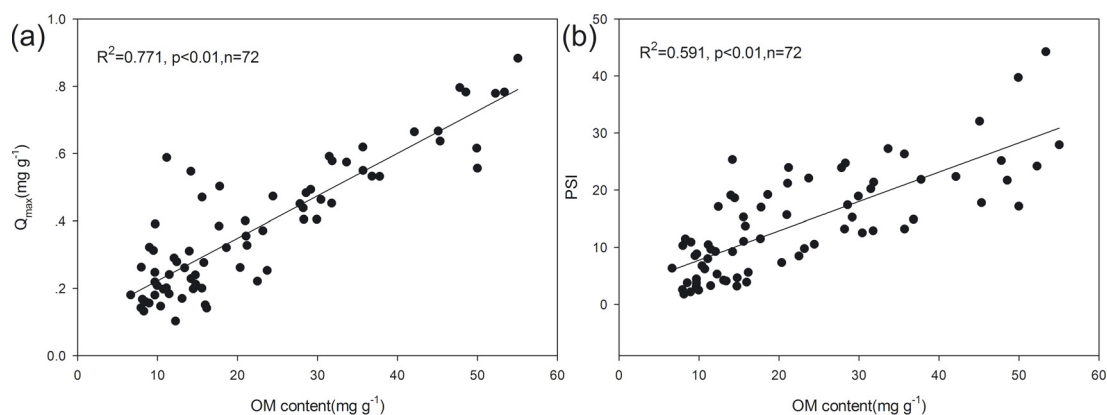 (a)
R²=0.771, p<0.01,n=72
1.0
.8
.6
.4
.2
0.0
Q_max(mg g⁻¹)
0 10 20 30 40 50 60
OM content(mg g⁻¹)
(b)
R²=0.591, p<0.01,n=72
50
40
30
20
10
0
PSI
0 10 20 30 40 50 60
OM content(mg g⁻¹)